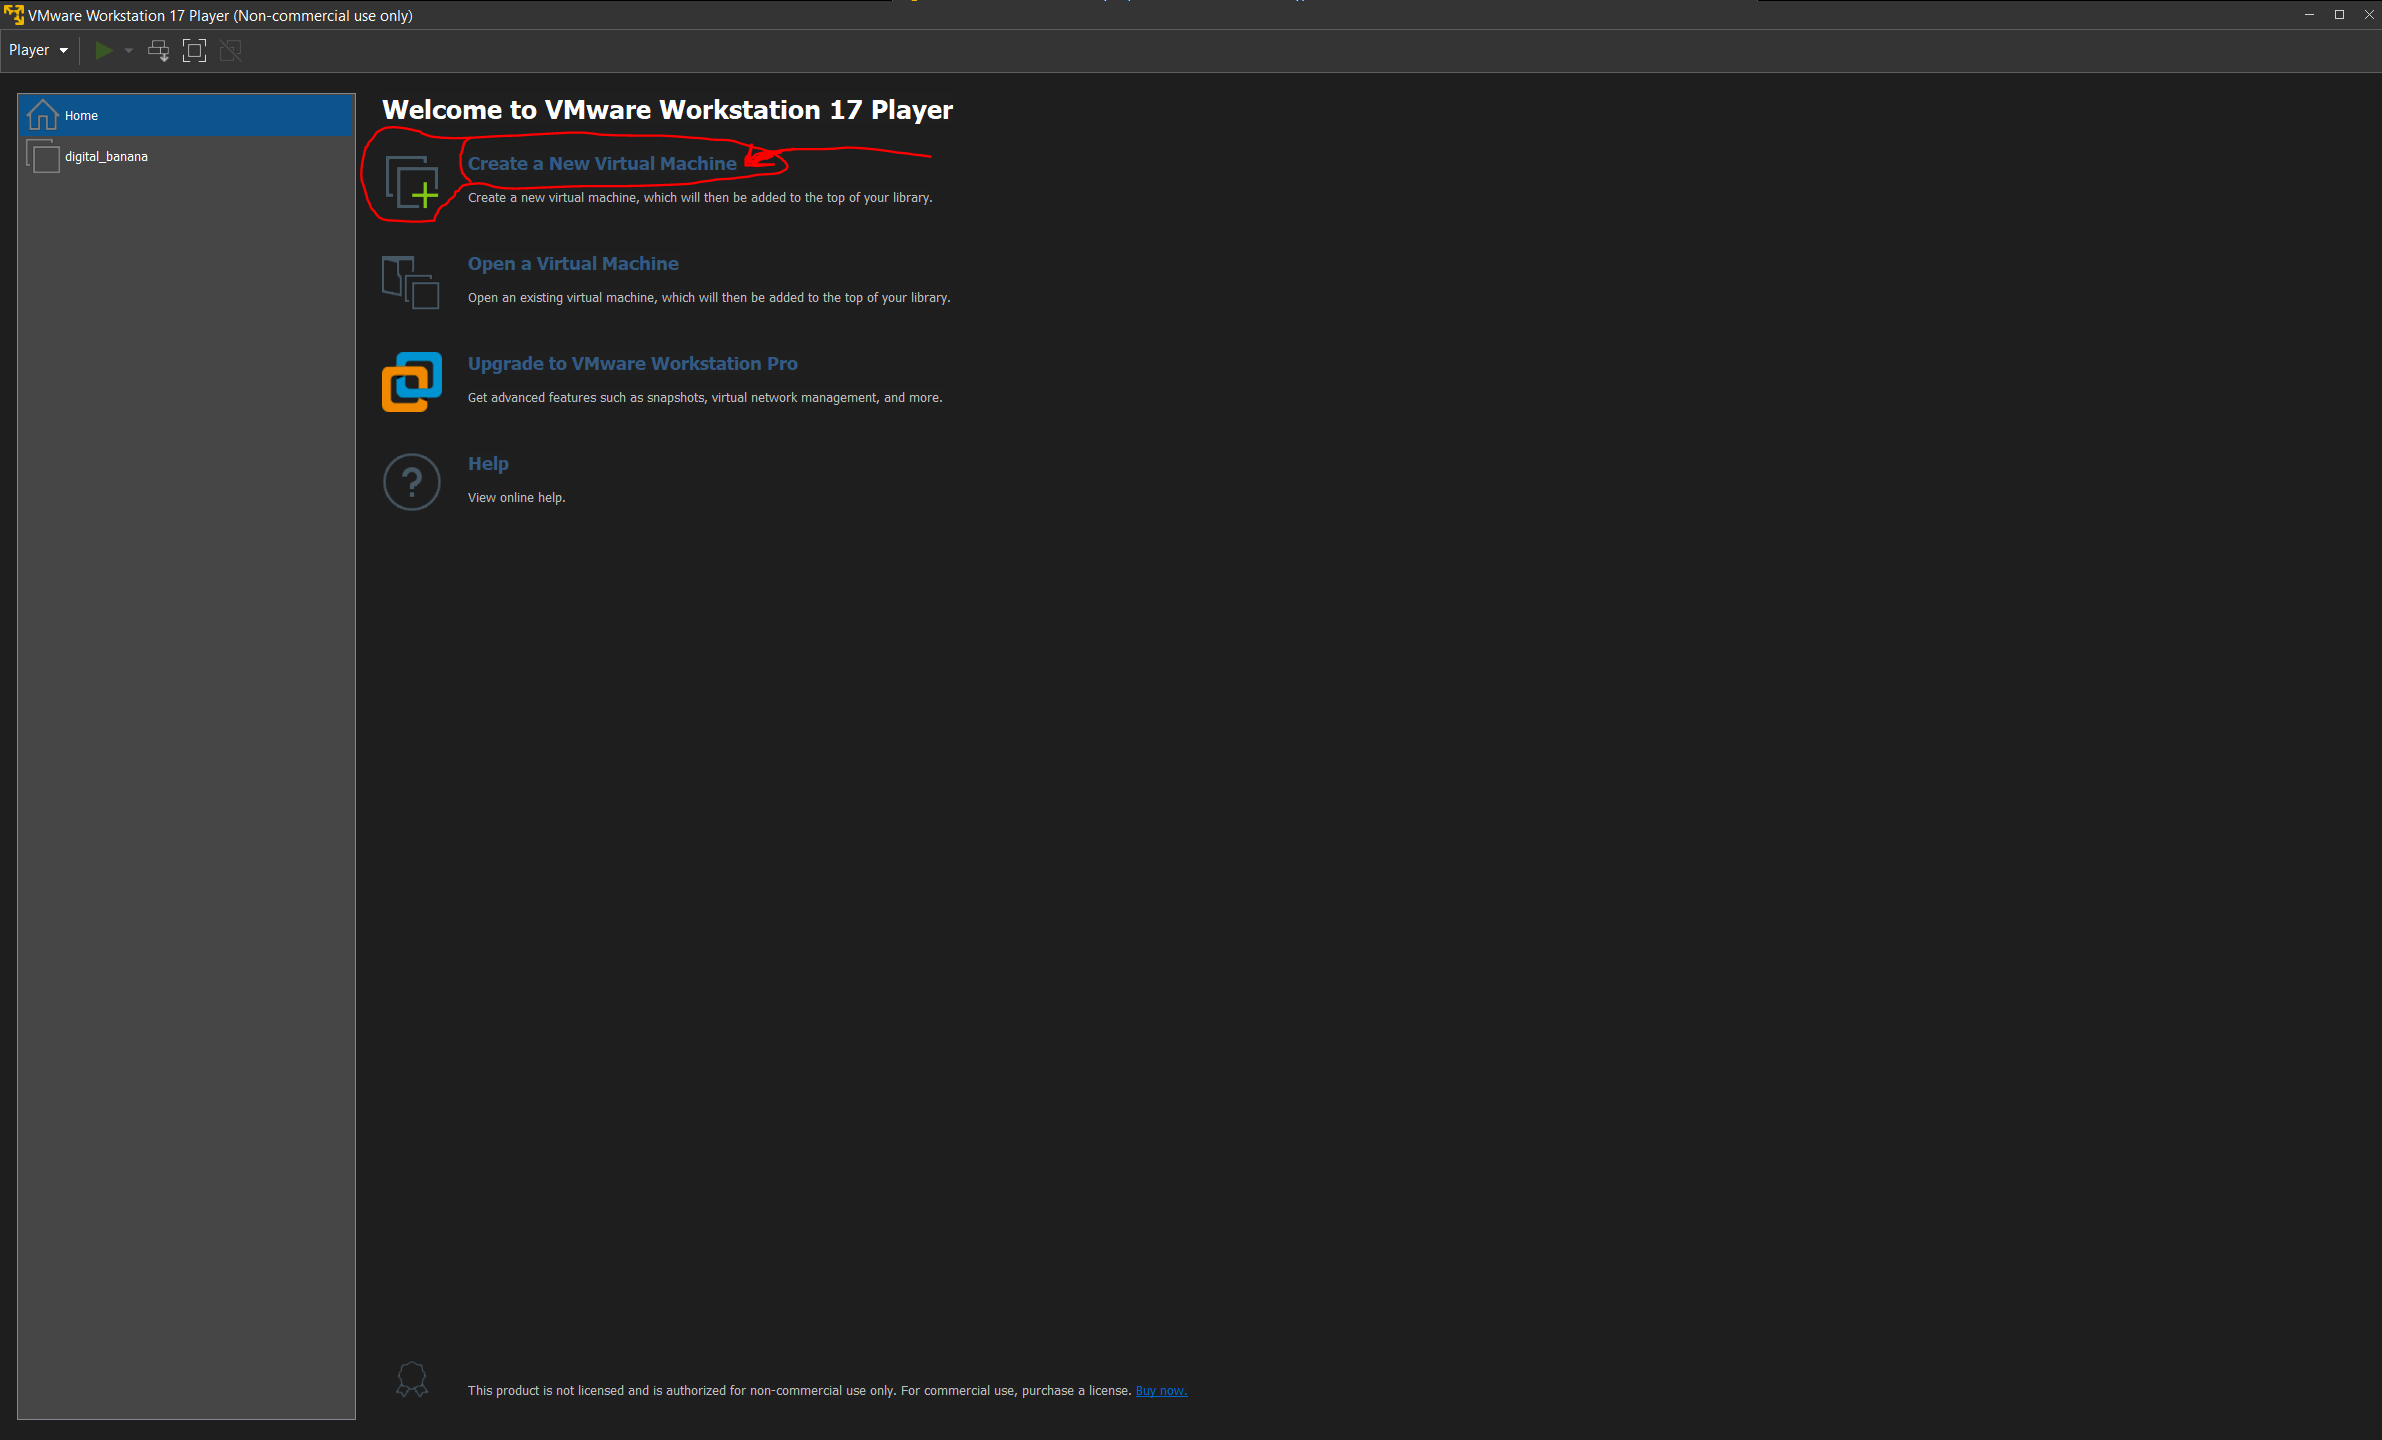 VMware Workstation 17 Player (Non-commercial use only)
Player
Home
digital_banana
Welcome to VMware Workstation 17 Player
Create a New Virtual Machine
Create a new virtual machine, which will then be added to the top of your library.
Open a Virtual Machine
Open an existing virtual machine, which will then be added to the top of your library.
Upgrade to VMware Workstation Pro
Get advanced features such as snapshots, virtual network management, and more.
Help
View online help.
This product is not licensed and is authorized for non-commercial use only. For commercial use, purchase a license. Buy now.